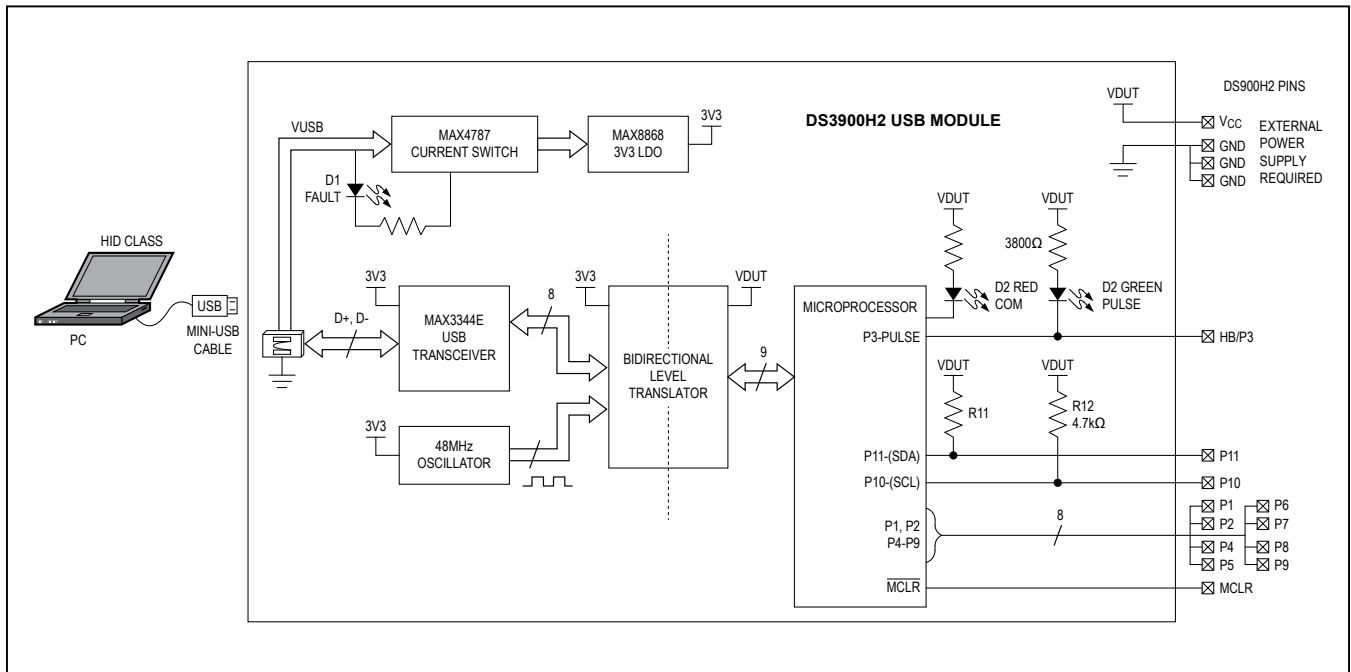 DS3900H2 USB MODULE
DS900H2 PINS
VDUT
VCC
GND
GND
GND
EXTERNAL
POWER
SUPPLY
REQUIRED
VUSB
MAX4787
CURRENT SWITCH
MAX8868
3V3 LDO
3V3
D1
FAULT
HID CLASS
PC
USB
MINI-USB
CABLE
D+, D-
3V3
MAX3344E
USB
TRANSCEIVER
8
3V3
48MHz
OSCILLATOR
3V3
VDUT
BIDIRECTIONAL
LEVEL
TRANSLATOR
9
MICROPROCESSOR
P3-PULSE
P11-(SDA)
P10-(SCL)
P1, P2
P4-P9
MCLR
VDUT
D2 RED
COM
VDUT
3800Ω
D2 GREEN
PULSE
HB/P3
VDUT
R11
VDUT
R12
4.7kΩ
P11
P10
8
P1
P2
P4
P5
P6
P7
P8
P9
MCLR